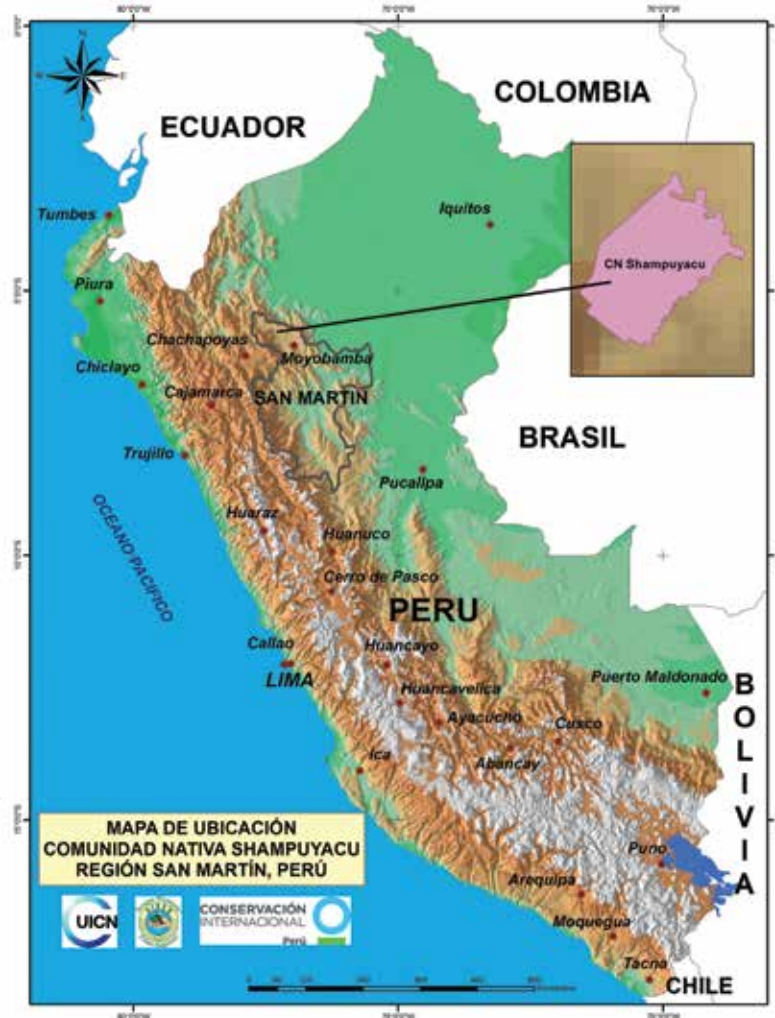 N
ECUADOR
COLOMBIA
Tumbes
Iquitos
CN Shampuyacu
Piura
Chachapoyas
Moyobamba
Chiclayo
Cajamarca
SAN MARTIN
BRASIL
Trujillo
Pucallpa
OCEANO PACIFICO
Huaraz
Huanuco
Cerro de Pasco
PERU
Callao
Huancayo
LIMA
Puerto Maldonado
Huancavelica
BOLIVIA
Ayacucho
Cusco
Ica
Abancay
MAPA DE UBICACIÓN
COMUNIDAD NATIVA SHAMPUYACU
REGIÓN SAN MARTÍN, PERÚ
Puno
UICN
CONSERVACIÓN
INTERNACIONAL
Perú
Arequipa
Moquegua
Tacna
CHILE